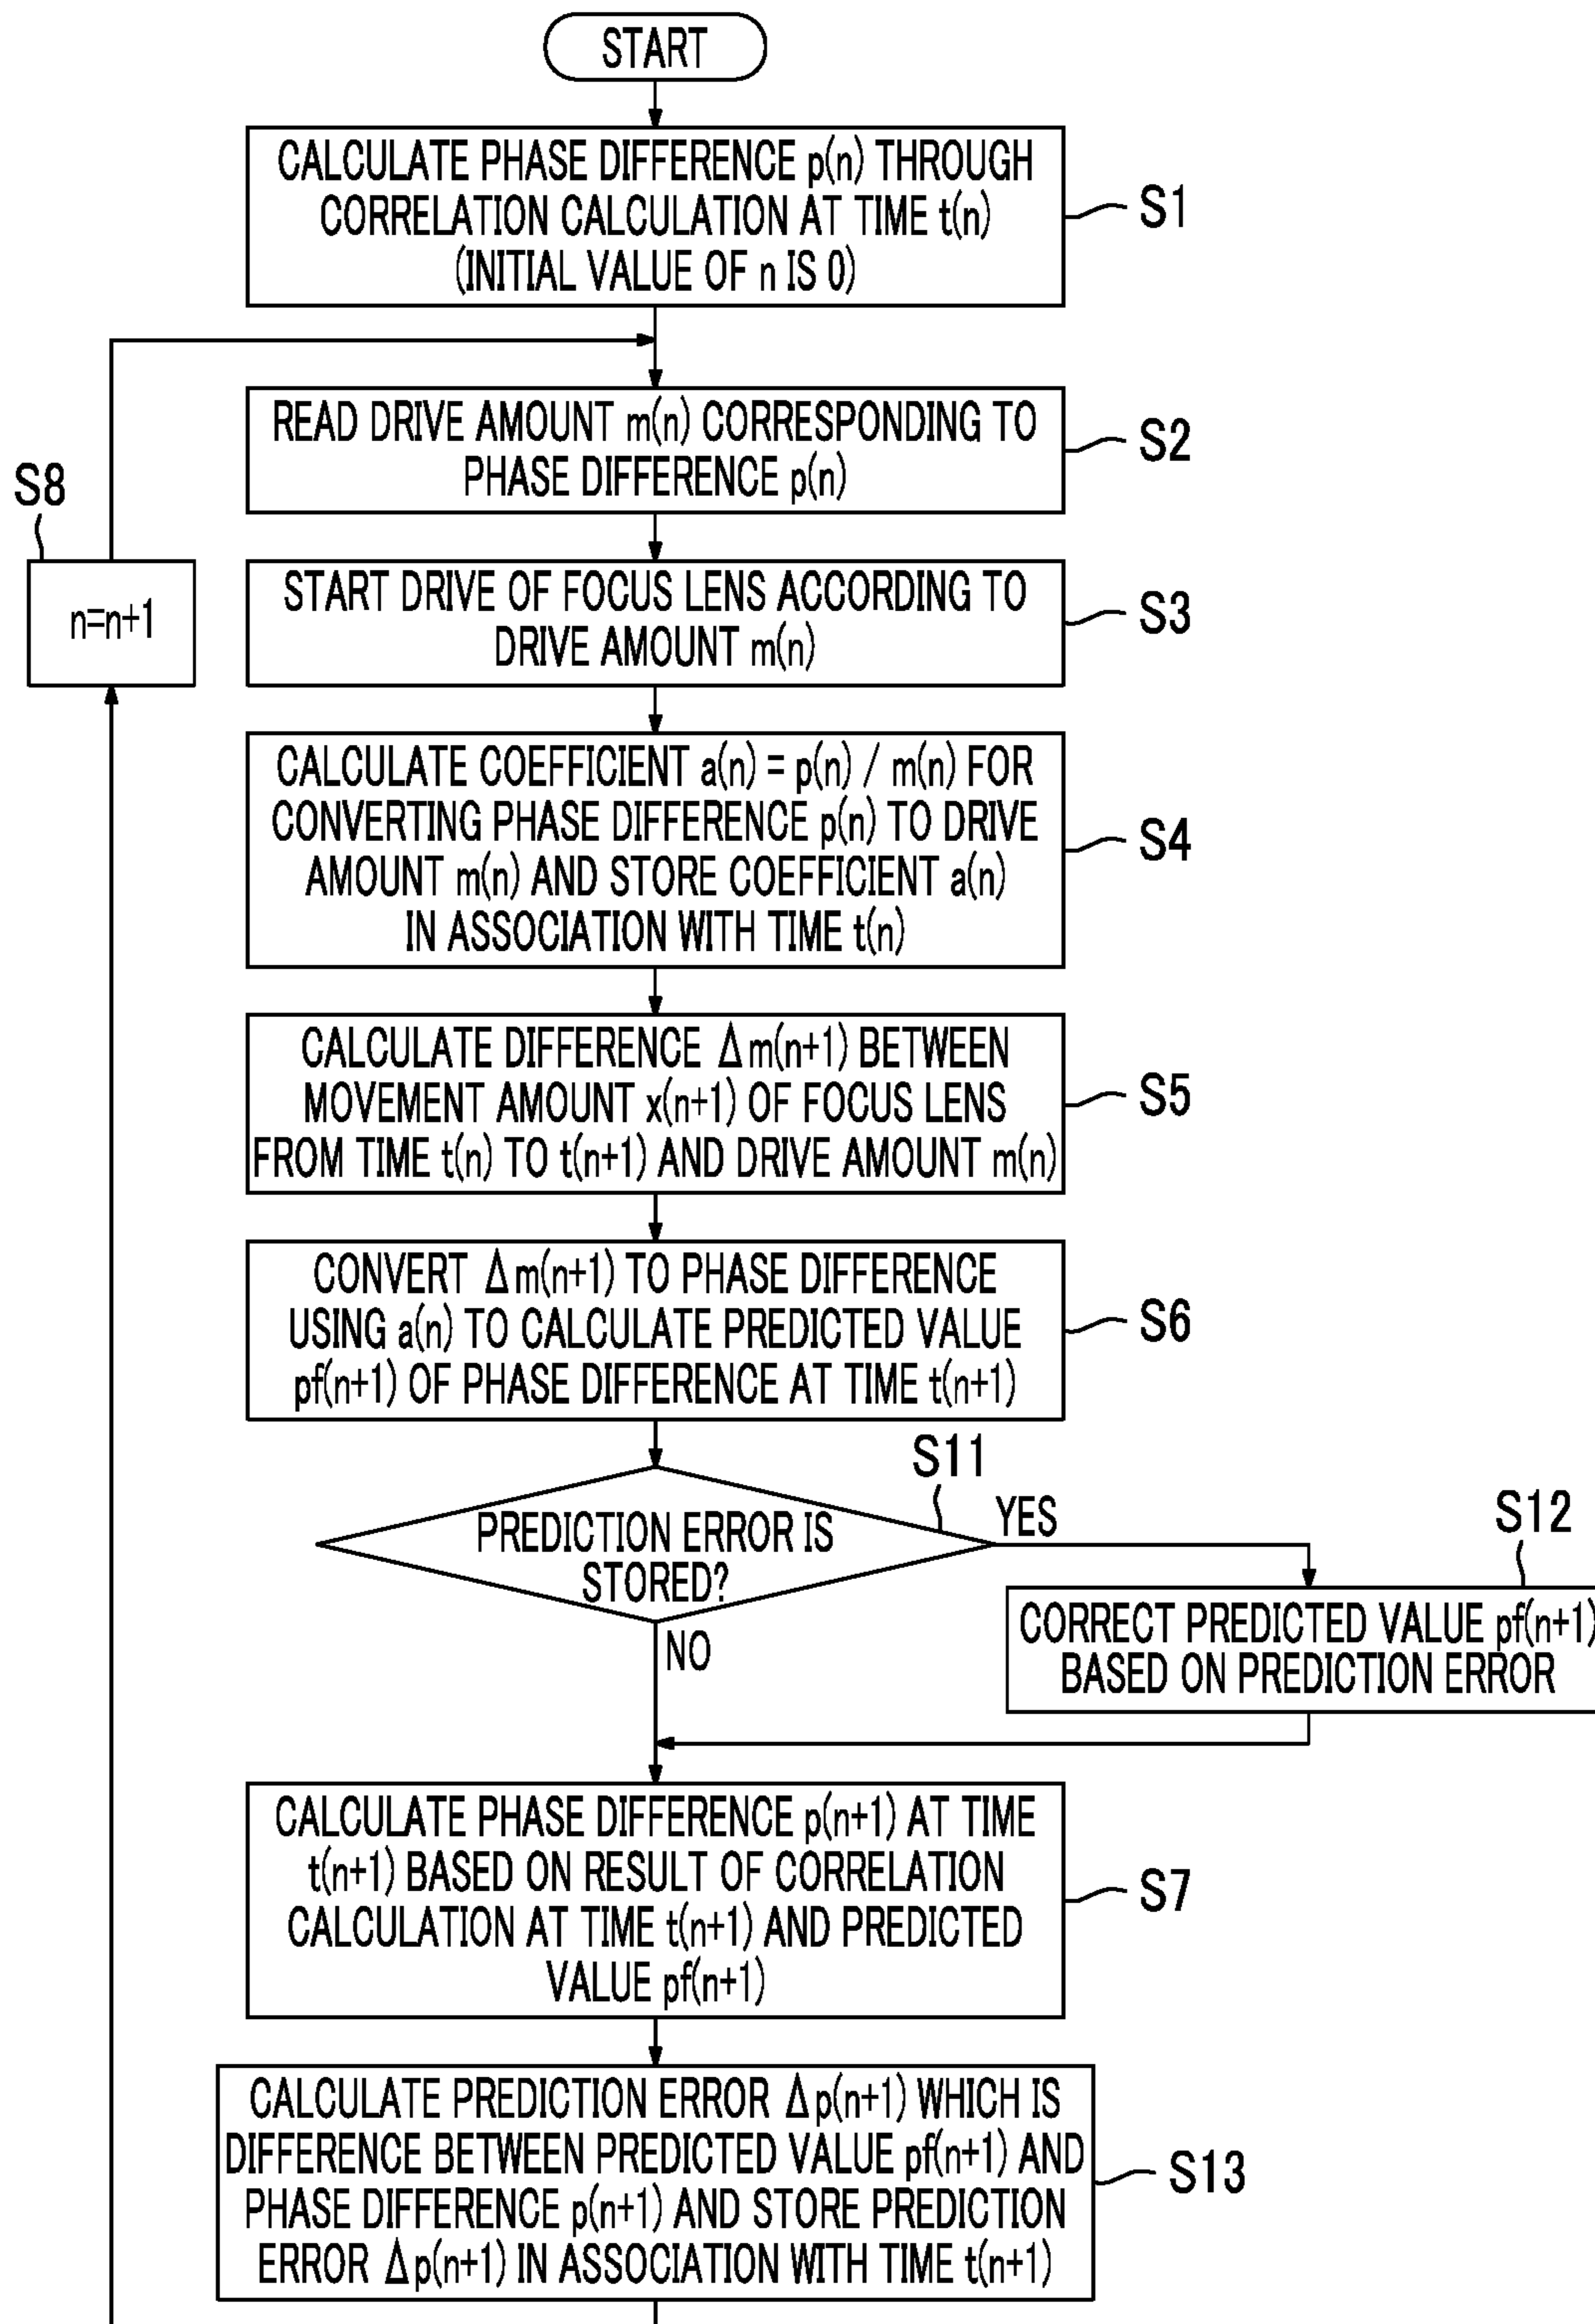 START
CALCULATE PHASE DIFFERENCE p(n) THROUGH
CORRELATION CALCULATION AT TIME t(n)
(INITIAL VALUE OF n IS 0)
S1
READ DRIVE AMOUNT m(n) CORRESPONDING TO
PHASE DIFFERENCE p(n)
S2
S8
n=n+1
START DRIVE OF FOCUS LENS ACCORDING TO
DRIVE AMOUNT m(n)
S3
CALCULATE COEFFICIENT a(n) = p(n) / m(n) FOR
CONVERTING PHASE DIFFERENCE p(n) TO DRIVE
AMOUNT m(n) AND STORE COEFFICIENT a(n)
IN ASSOCIATION WITH TIME t(n)
S4
CALCULATE DIFFERENCE Δm(n+1) BETWEEN
MOVEMENT AMOUNT x(n+1) OF FOCUS LENS
FROM TIME t(n) TO t(n+1) AND DRIVE AMOUNT m(n)
S5
CONVERT Δm(n+1) TO PHASE DIFFERENCE
USING a(n) TO CALCULATE PREDICTED VALUE
pf(n+1) OF PHASE DIFFERENCE AT TIME t(n+1)
S6
S11
PREDICTION ERROR IS
STORED?
YES
NO
S12
CORRECT PREDICTED VALUE pf(n+1)
BASED ON PREDICTION ERROR
CALCULATE PHASE DIFFERENCE p(n+1) AT TIME
t(n+1) BASED ON RESULT OF CORRELATION
CALCULATION AT TIME t(n+1) AND PREDICTED
VALUE pf(n+1)
S7
CALCULATE PREDICTION ERROR Δp(n+1) WHICH IS
DIFFERENCE BETWEEN PREDICTED VALUE pf(n+1) AND
PHASE DIFFERENCE p(n+1) AND STORE PREDICTION
ERROR Δp(n+1) IN ASSOCIATION WITH TIME t(n+1)
S13